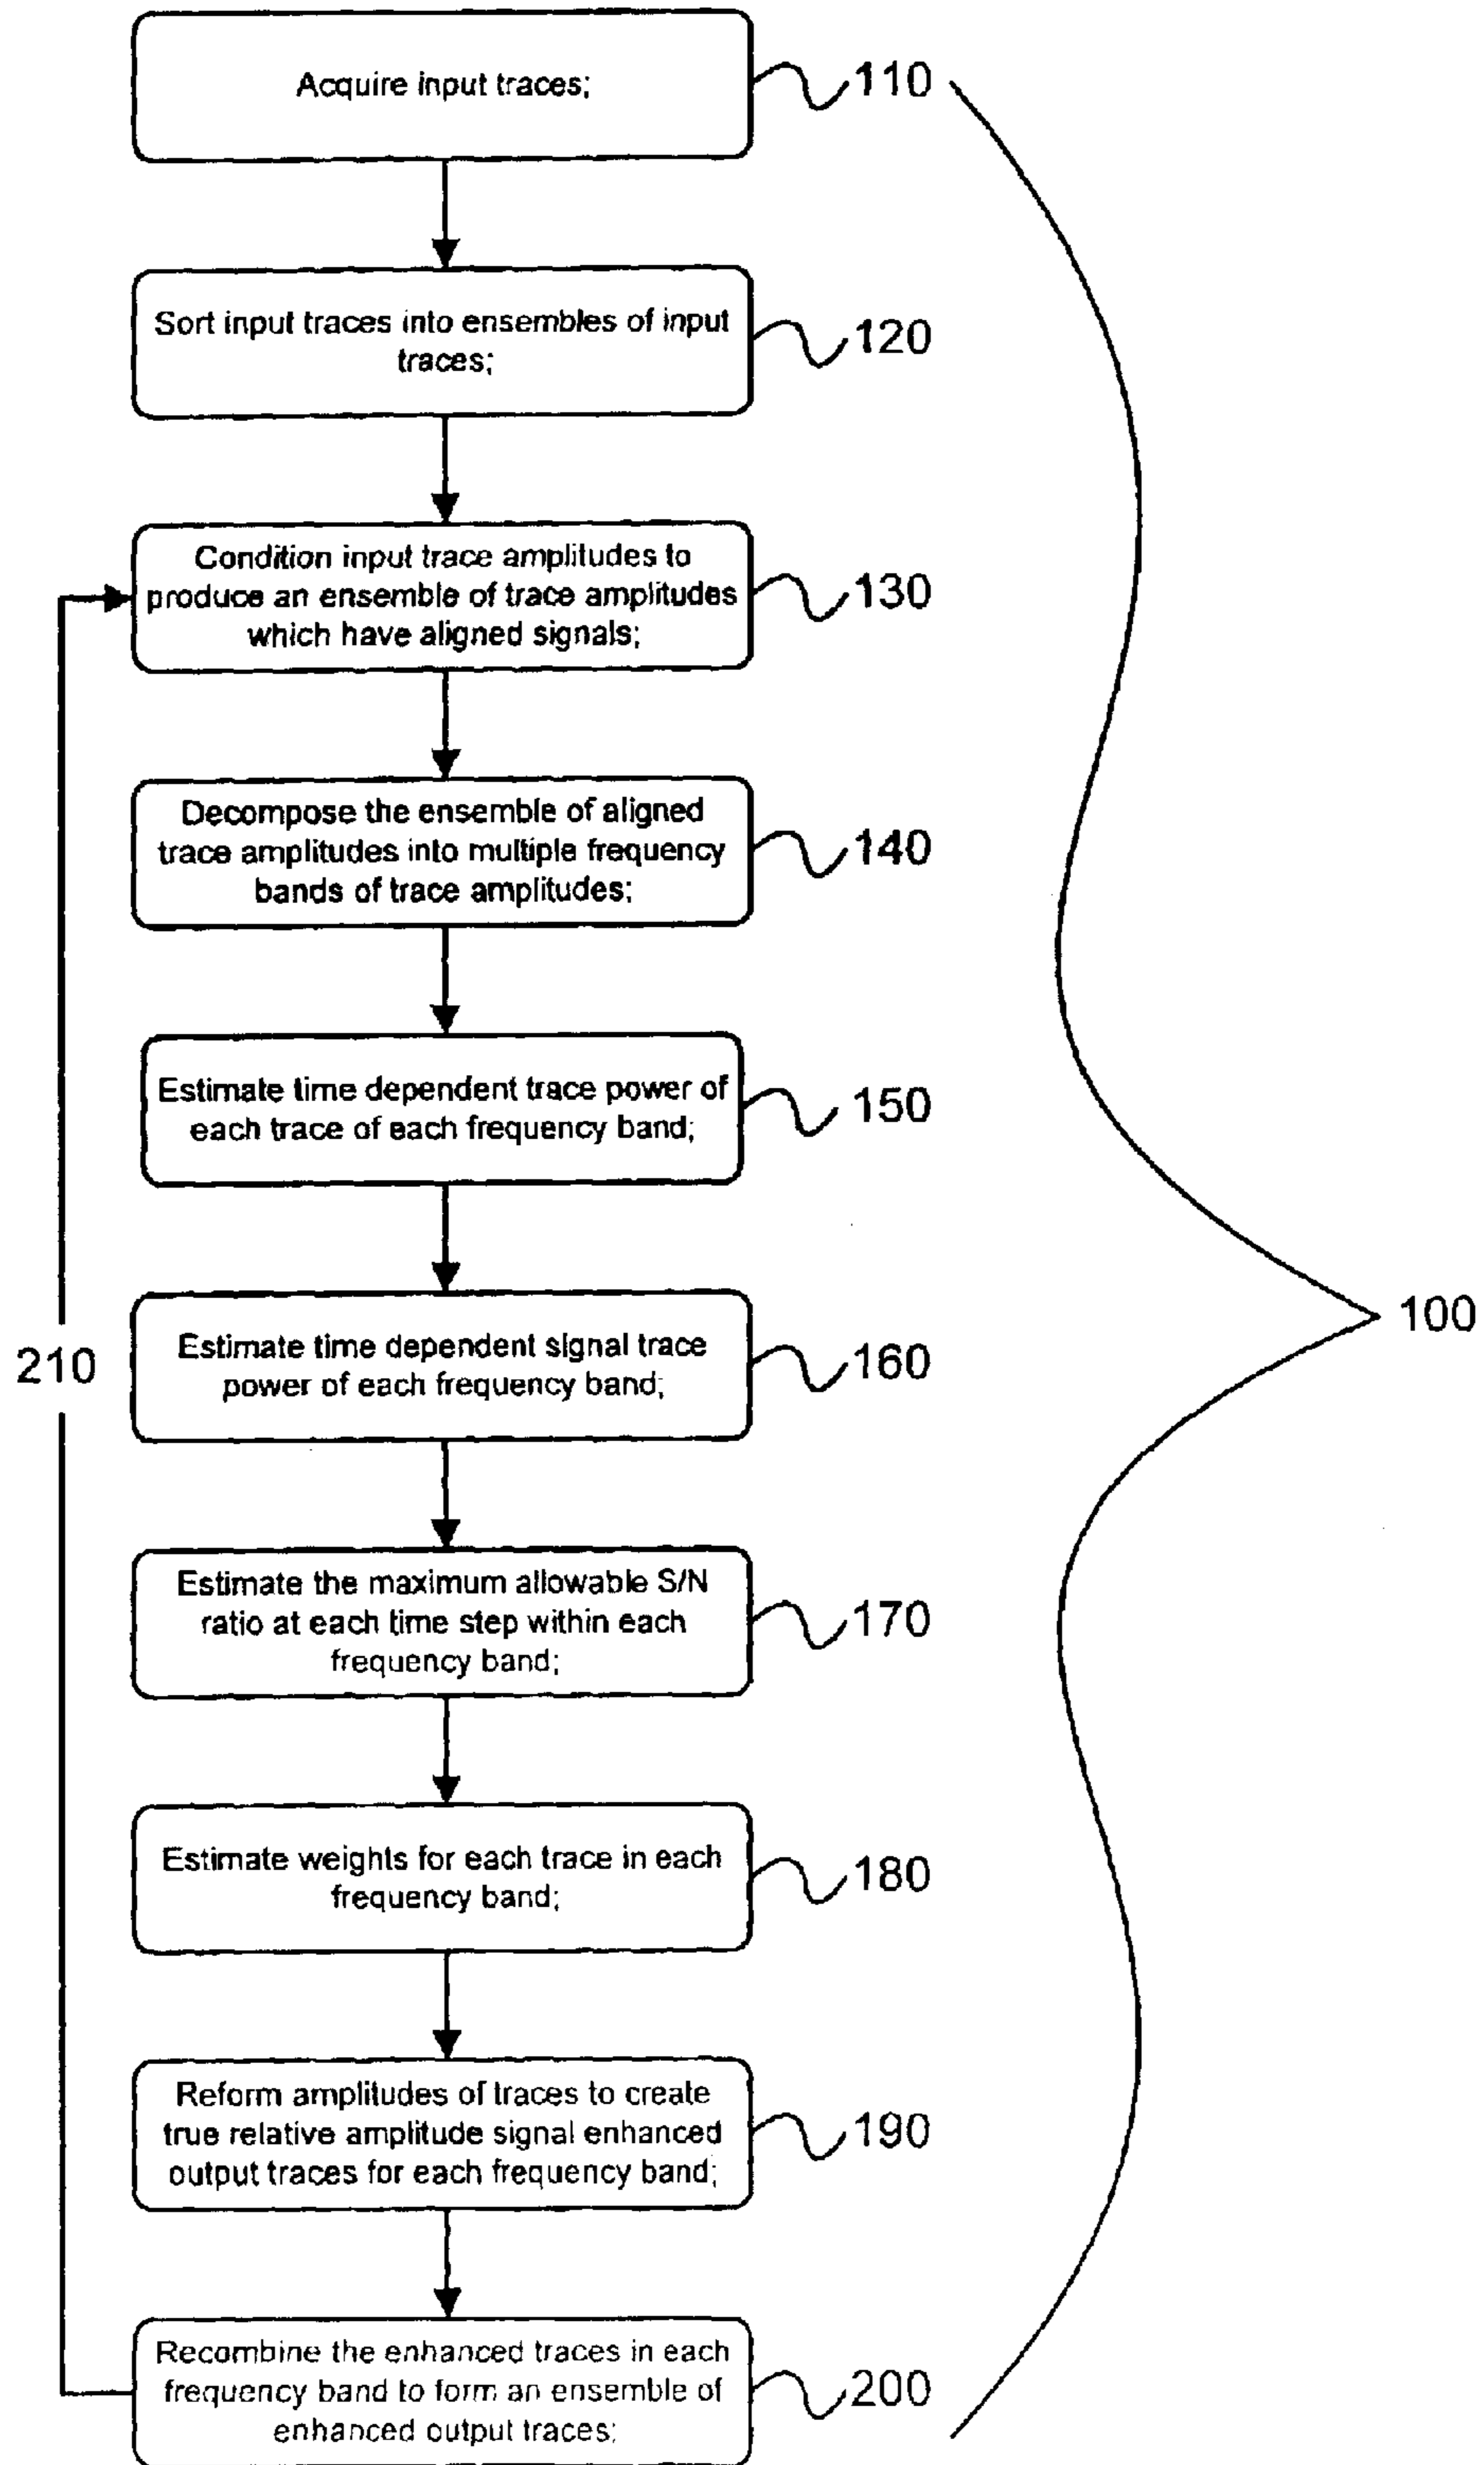 Acquire input traces;
110
Sort input traces into ensembles of input
traces;
120
Condition input trace amplitudes to
produce an ensemble of trace amplitudes
which have aligned signals;
130
Decompose the ensemble of aligned
trace amplitudes into multiple frequency
bands of trace amplitudes;
140
Estimate time dependent trace power of
each trace of each frequency band;
150
Estimate time dependent signal trace
power of each frequency band;
160
100
210
Estimate the maximum allowable S/N
ratio at each time step within each
frequency band;
170
Estimate weights for each trace in each
frequency band;
180
Reform amplitudes of traces to create
true relative amplitude signal enhanced
output traces for each frequency band;
190
Recombine the enhanced traces in each
frequency band to form an ensemble of
enhanced output traces;
200